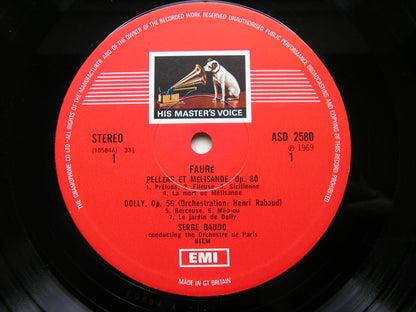 THE GRAMOPHONE CO LTD. ALL RIGHTS OF THE MANUFACTURER AND OF THE OWNER OF THE RECORDED WORK RESERVED. UNAUTHORISED PUBLIC PERFORMANCE BROADCASTING AND COPYING OF THIS RECORD PROHIBITED
HIS MASTER'S VOICE
STEREO
(10584A) 33⅓
1
ASD 2580
℗ 1969
1
FAURÉ
PELLEAS ET MÉLISANDE, Op. 80
1. Prélude, 2. Fileuse, 3. Sicilienne
4. La mort de Mélisande
DOLLY, Op. 56 (Orchestration: Henri Rabaud)
5. Berceuse, 6. Mi-a-ou
7. Le jardin de Dolly
SERGE BAUDO
conducting the Orchestre de Paris
BIEM
EMI
MADE IN GT BRITAIN